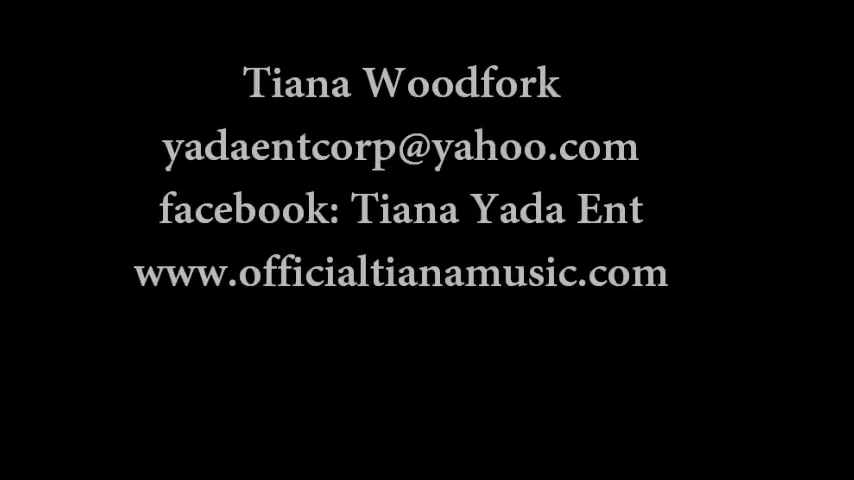 Tiana Woodfork
yadaentcorp@yahoo.com
facebook: Tiana Yada Ent
www.officialtianamusic.com